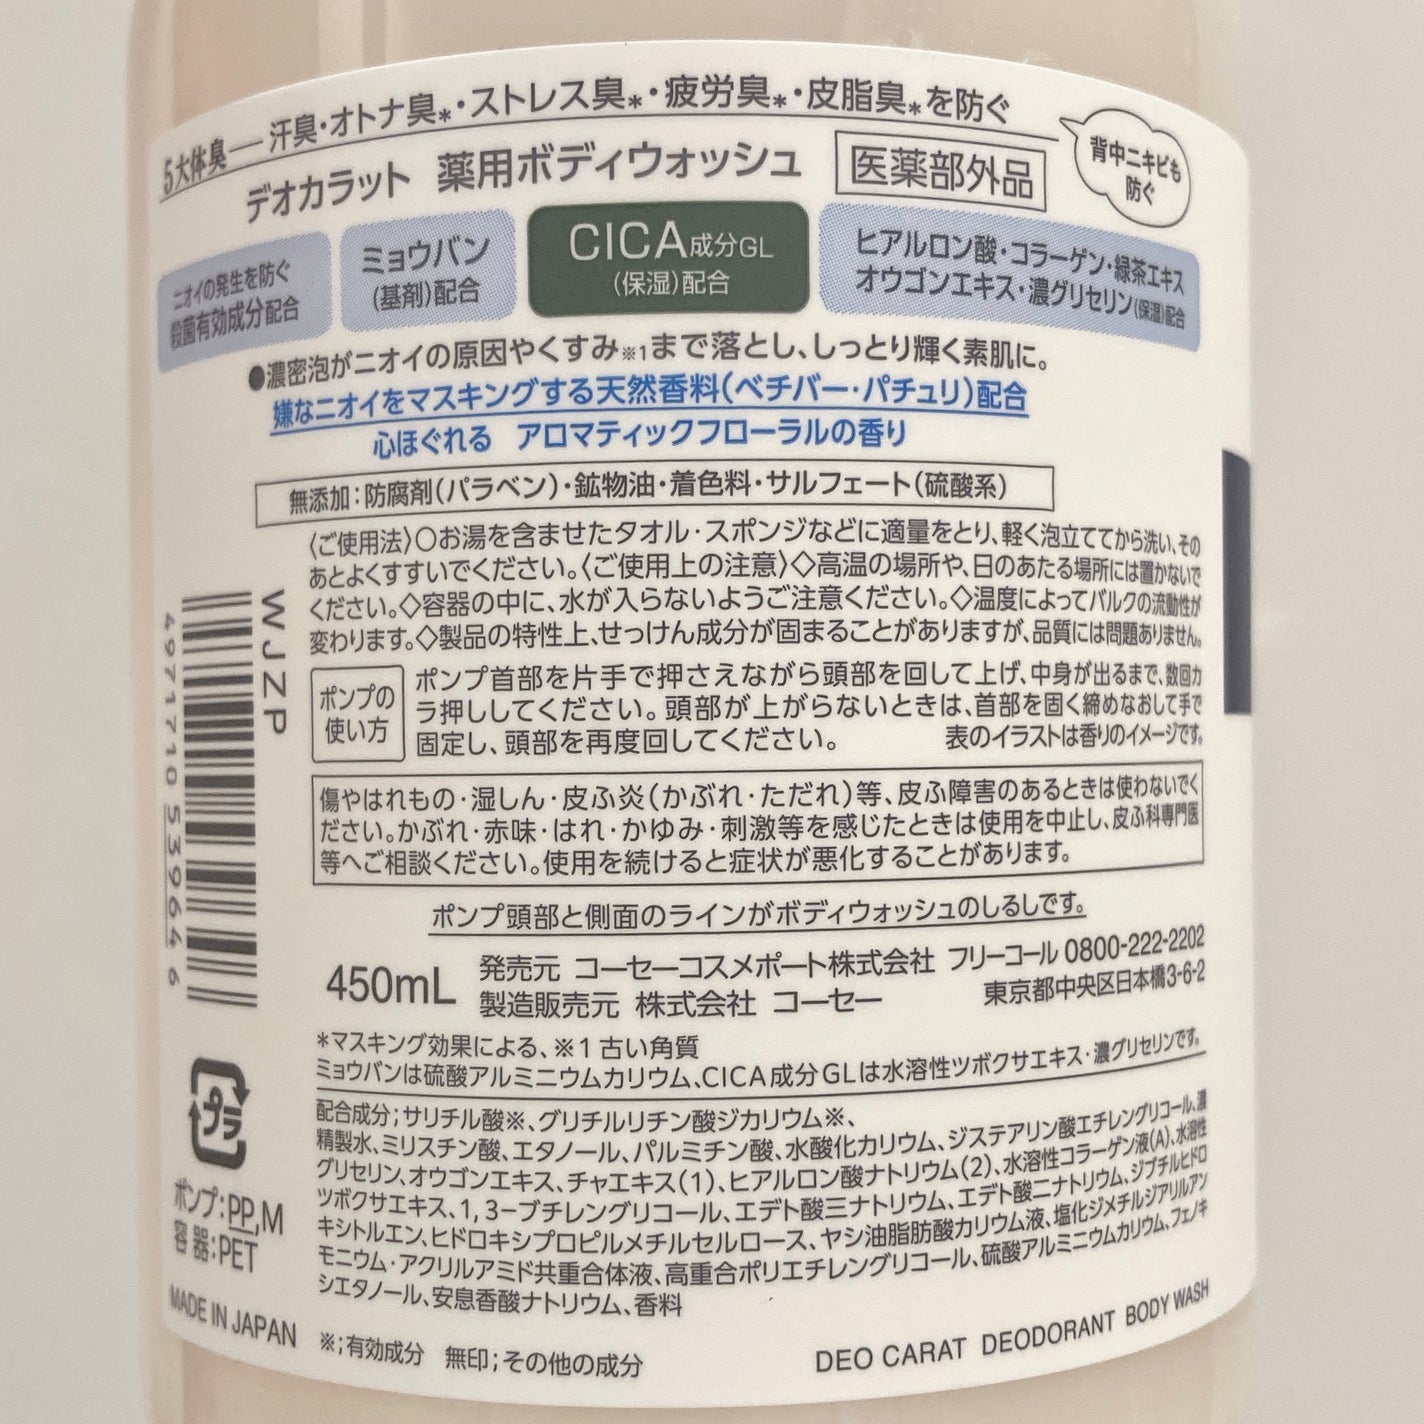 5大体臭―汗臭・オトナ臭*・ストレス臭*・疲労臭*・皮脂臭*を防ぐ
デオカラット 薬用ボディウォッシュ 医薬部外品
背中ニキビも
防ぐ
ニオイの発生を防ぐ
殺菌有効成分配合
ミョウバン
(基剤)配合
CICA成分GL
(保湿)配合
ヒアルロン酸・コラーゲン・緑茶エキス
オウゴンエキス・濃グリセリン(保湿)配合
●濃密泡がニオイの原因やくすみ※1まで落とし、しっとり輝く素肌に。
嫌なニオイをマスキングする天然香料(ベチバー・パチュリ)配合
心ほぐれる アロマティックフローラルの香り
無添加:防腐剤(パラベン)・鉱物油・着色料・サルフェート(硫酸系)
〈ご使用法〉○お湯を含ませたタオル・スポンジなどに適量をとり、軽く泡立ててから洗い、その
あとよくすすいでください。〈ご使用上の注意〉◇高温の場所や、日のあたる場所には置かないで
ください。◇容器の中に、水が入らないようご注意ください。◇温度によってバルクの流動性が
変わります。◇製品の特性上、せっけん成分が固まることがありますが、品質には問題ありません。
ポンプの
使い方
ポンプ首部を片手で押さえながら頭部を回して上げ、中身が出るまで、数回カ
ラ押ししてください。頭部が上がらないときは、首部を固く締めなおして手で
固定し、頭部を再度回してください。 表のイラストは香りのイメージです。
傷やはれもの・湿しん・皮ふ炎(かぶれ・ただれ)等、皮ふ障害のあるときは使わないでく
ださい。かぶれ・赤味・はれ・かゆみ・刺激等を感じたときは使用を中止し、皮ふ科専門医
等へご相談ください。使用を続けると症状が悪化することがあります。
ポンプ頭部と側面のラインがボディウォッシュのしるしです。
450mL
発売元 コーセーコスメポート株式会社 フリーコール 0800-222-2202
製造販売元 株式会社 コーセー 東京都中央区日本橋3-6-2
*マスキング効果による、※1 古い角質
ミョウバンは硫酸アルミニウムカリウム、CICA成分GLは水溶性ツボクサエキス・濃グリセリンです。
配合成分;サリチル酸※、グリチルリチン酸ジカリウム※、
精製水、ミリスチン酸、エタノール、パルミチン酸、水酸化カリウム、ジステアリン酸エチレングリコール、濃
グリセリン、オウゴンエキス、チャエキス(1)、ヒアルロン酸ナトリウム(2)、水溶性コラーゲン液(A)、水溶性
ツボクサエキス、1,3−ブチレングリコール、エデト酸三ナトリウム、エデト酸二ナトリウム、ジブチルヒドロ
キシトルエン、ヒドロキシプロピルメチルセルロース、ヤシ油脂肪酸カリウム液、塩化ジメチルジアリルアン
モニウム・アクリルアミド共重合体液、高重合ポリエチレングリコール、硫酸アルミニウムカリウム、フェノキ
シエタノール、安息香酸ナトリウム、香料
※;有効成分 無印;その他の成分
DEO CARAT DEODORANT BODY WASH
WJZP
4971710539646
プラ
ポンプ:PP,M
容 器:PET
MADE IN JAPAN